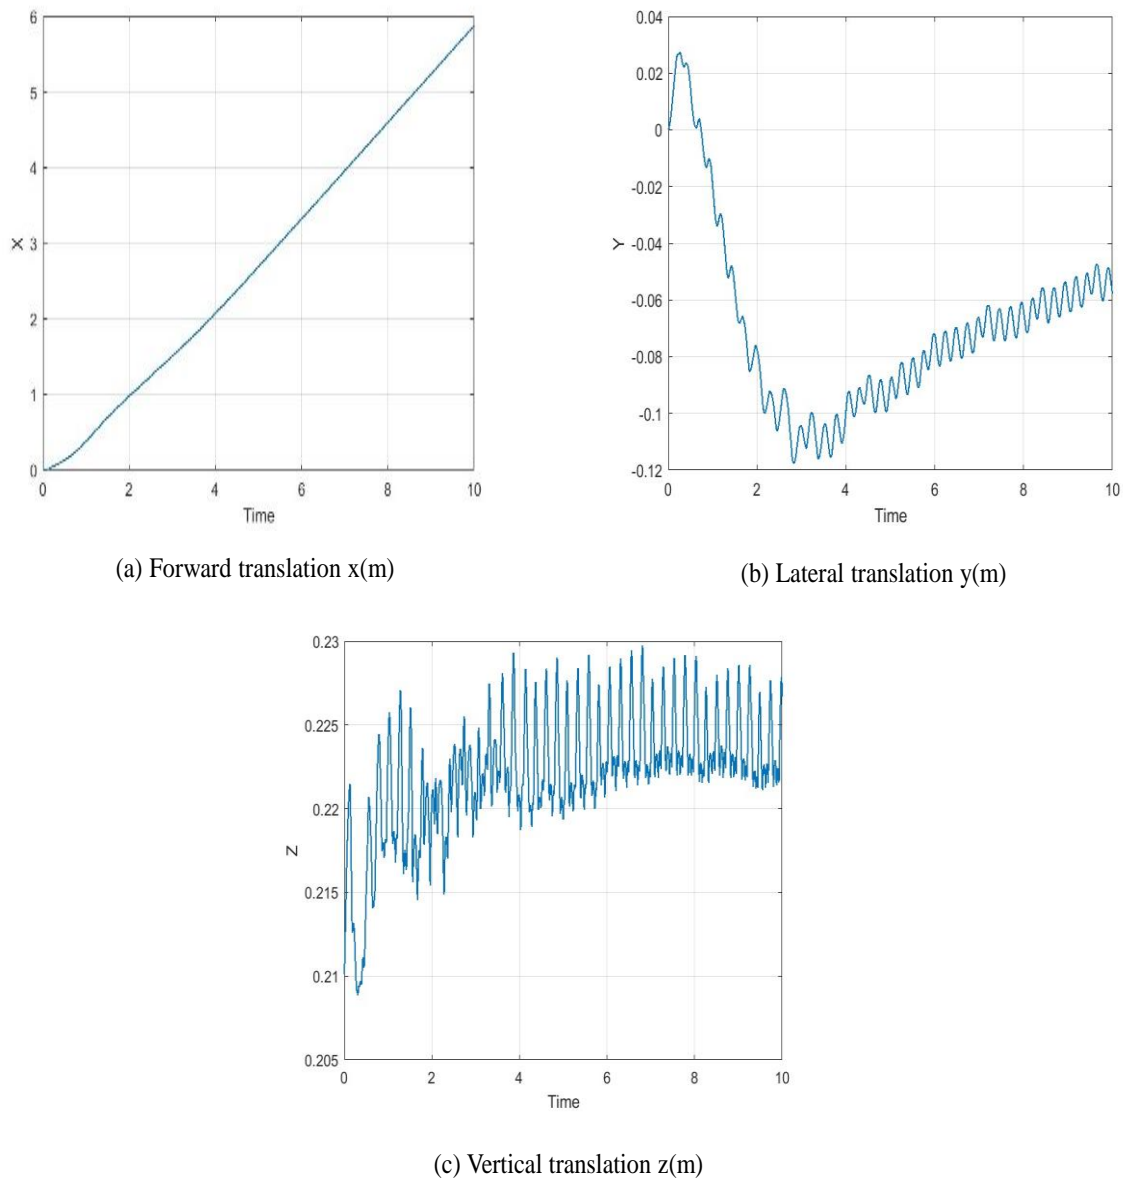 6
5
4
3
2
1
0
X
0 2 4 6 8 10
Time
(a) Forward translation x(m)
0.04
0.02
0
-0.02
-0.04
-0.06
-0.08
-0.1
-0.12
Y
0 2 4 6 8 10
Time
(b) Lateral translation y(m)
0.23
0.225
0.22
0.215
0.21
0.205
Z
0 2 4 6 8 10
Time
(c) Vertical translation z(m)